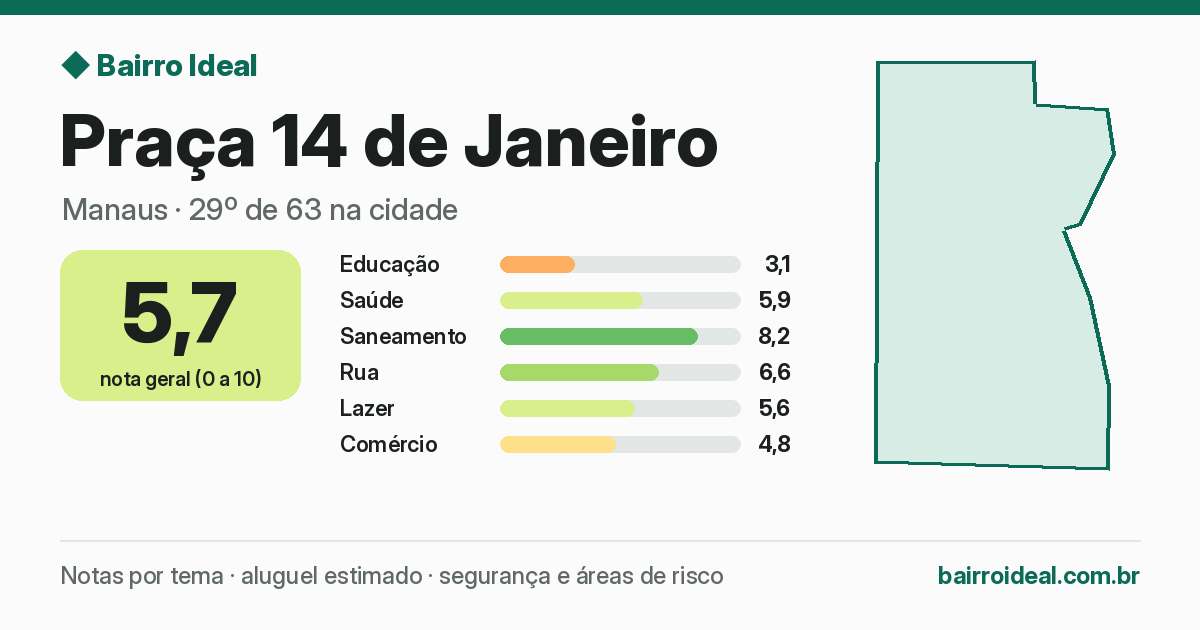 Bairro Ideal
Praça 14 de Janeiro
Manaus · 29º de 63 na cidade
5,7
nota geral (0 a 10)
Educação 3,1
Saúde 5,9
Saneamento 8,2
Rua 6,6
Lazer 5,6
Comércio 4,8
Notas por tema · aluguel estimado · segurança e áreas de risco
bairroideal.com.br